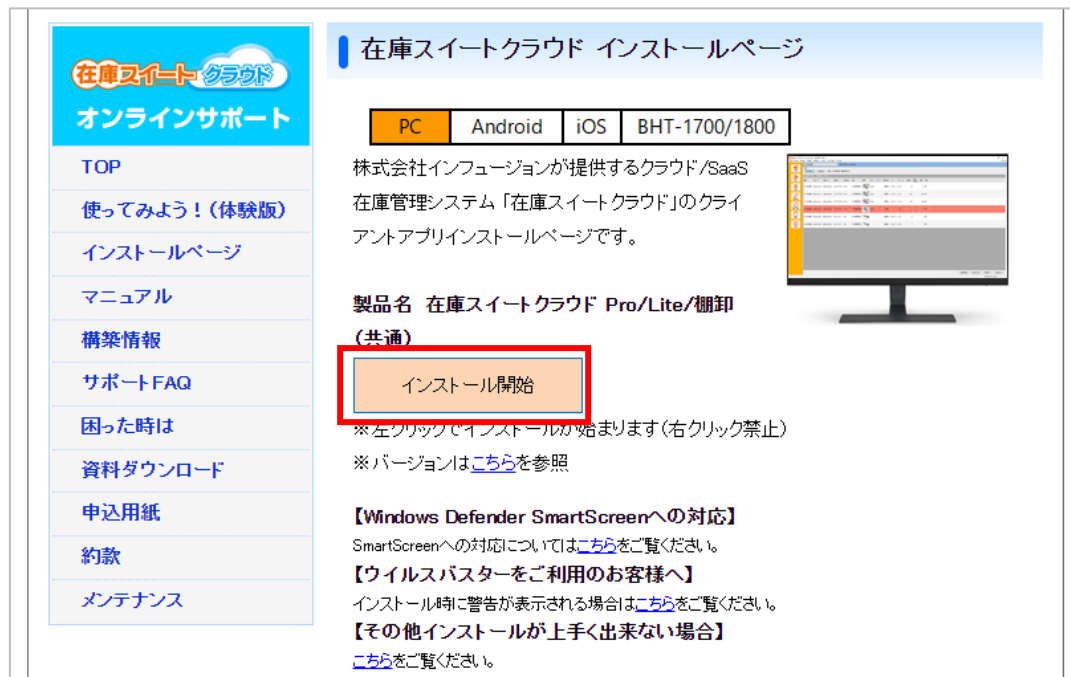 在庫スイートクラウド
オンラインサポート
TOP
使ってみよう！(体験版)
インストールページ
マニュアル
構築情報
サポートFAQ
困った時は
資料ダウンロード
申込用紙
約款
メンテナンス
在庫スイートクラウド インストールページ
PC Android iOS BHT-1700/1800
株式会社インフュージョンが提供するクラウド/SaaS
在庫管理システム「在庫スイートクラウド」のクライ
アントアプリインストールページです。
製品名 在庫スイートクラウド Pro/Lite/棚卸
(共通)
インストール開始
※左クリックでインストールが始まります(右クリック禁止)
※バージョンはこちらを参照
【Windows Defender SmartScreenへの対応】
SmartScreenへの対応についてはこちらをご覧ください。
【ウイルスバスターをご利用のお客様へ】
インストール時に警告が表示される場合はこちらをご覧ください。
【その他インストールが上手く出来ない場合】
こちらをご覧ください。